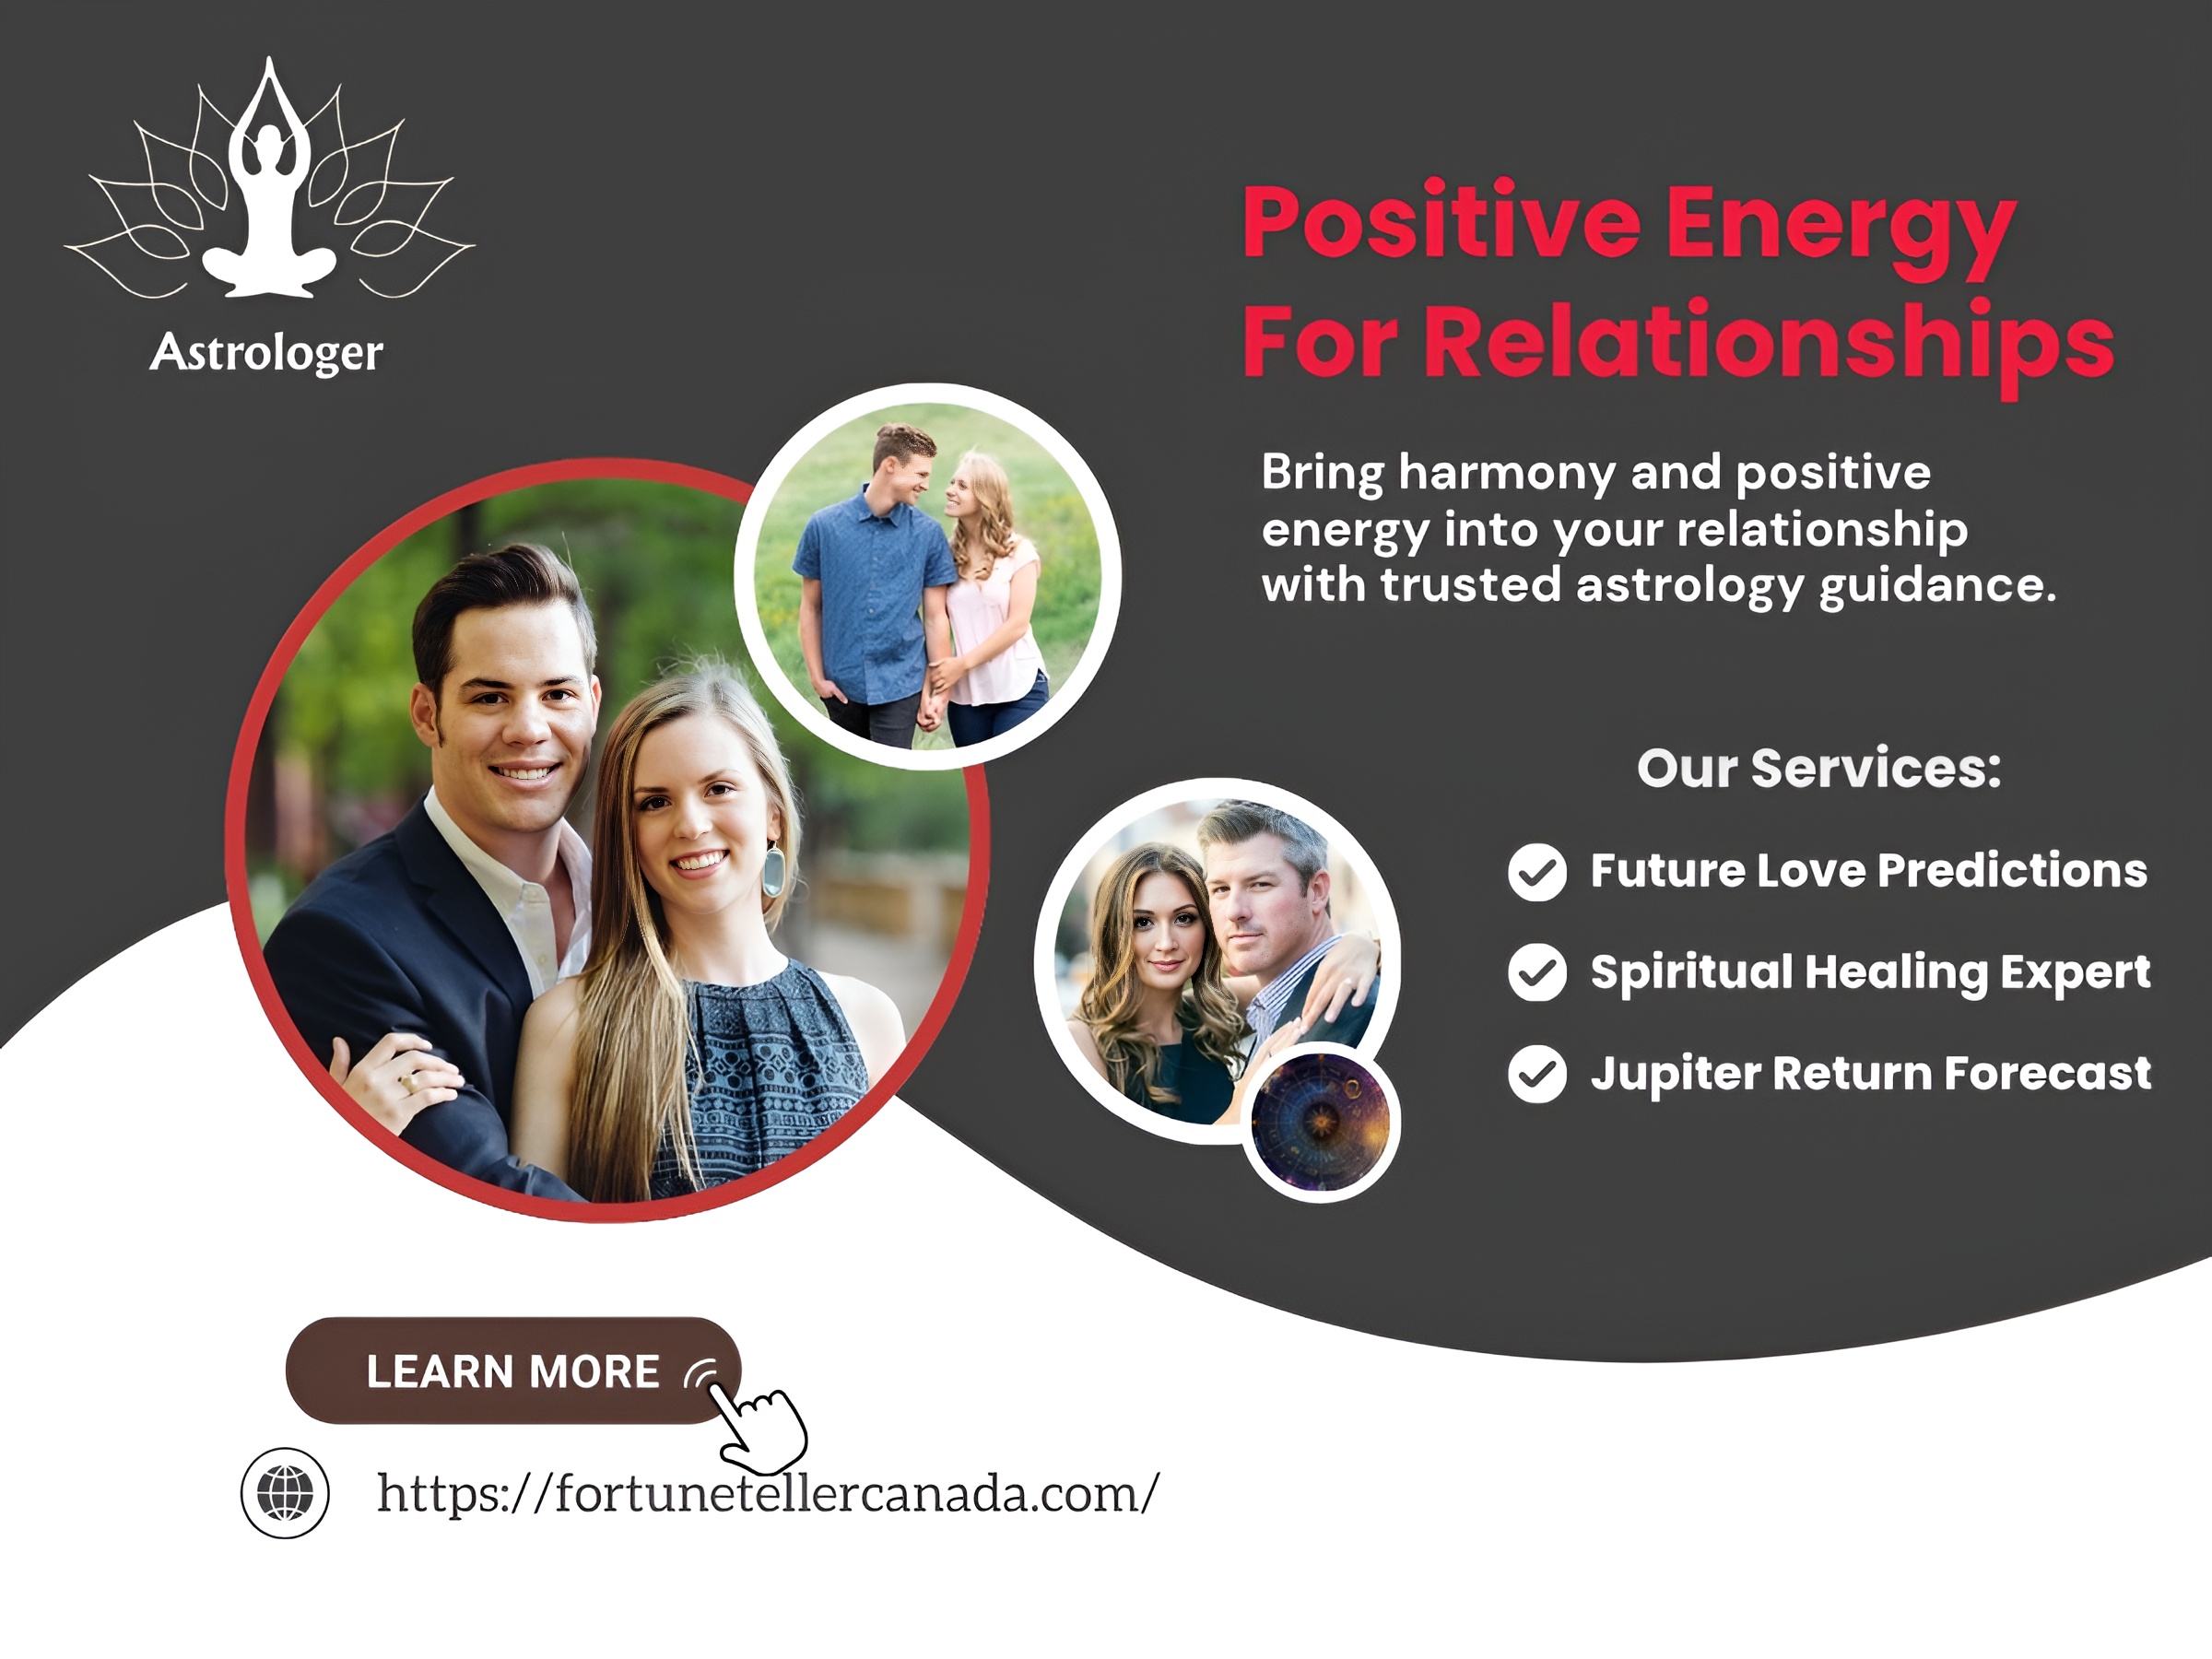 Astrologer
Positive Energy
For Relationships
Bring harmony and positive
energy into your relationship
with trusted astrology guidance.
Our Services:
Future Love Predictions
Spiritual Healing Expert
Jupiter Return Forecast
LEARN MORE
https://fortunetellercanada.com/